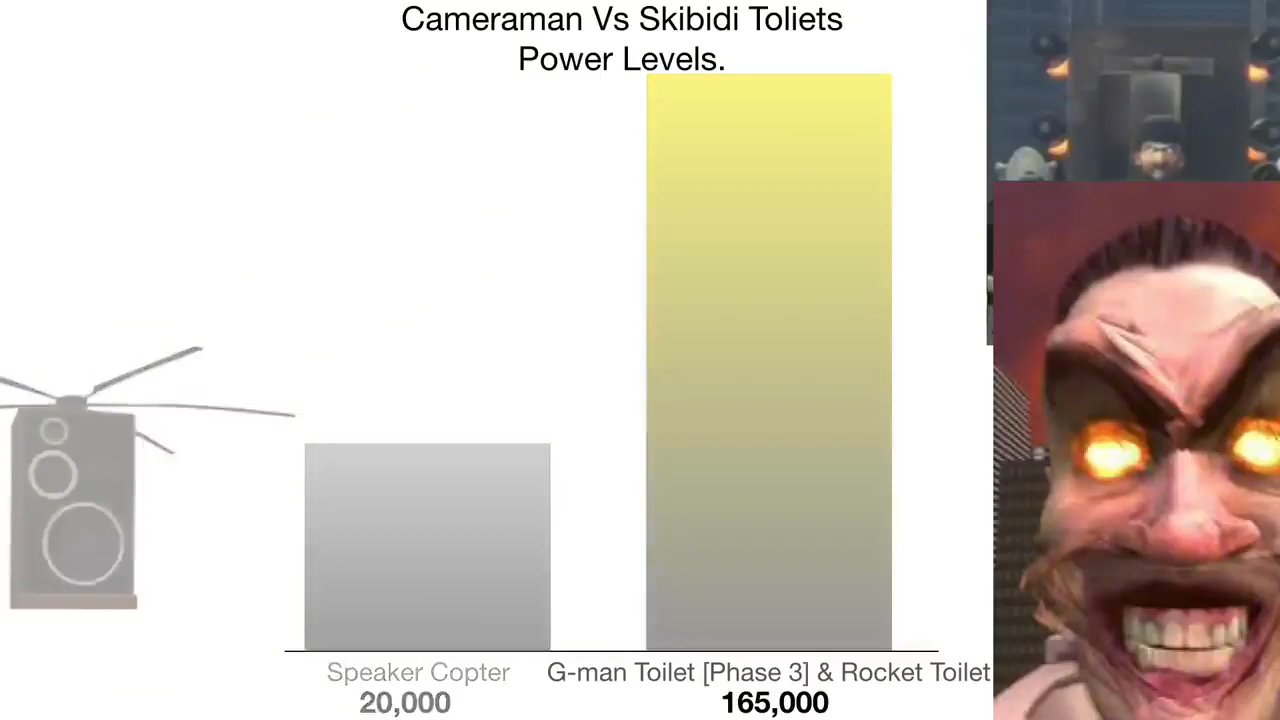 Cameraman Vs Skibidi Toliets
Power Levels.
Speaker Copter
20,000
G-man Toilet [Phase 3] & Rocket Toilet
165,000